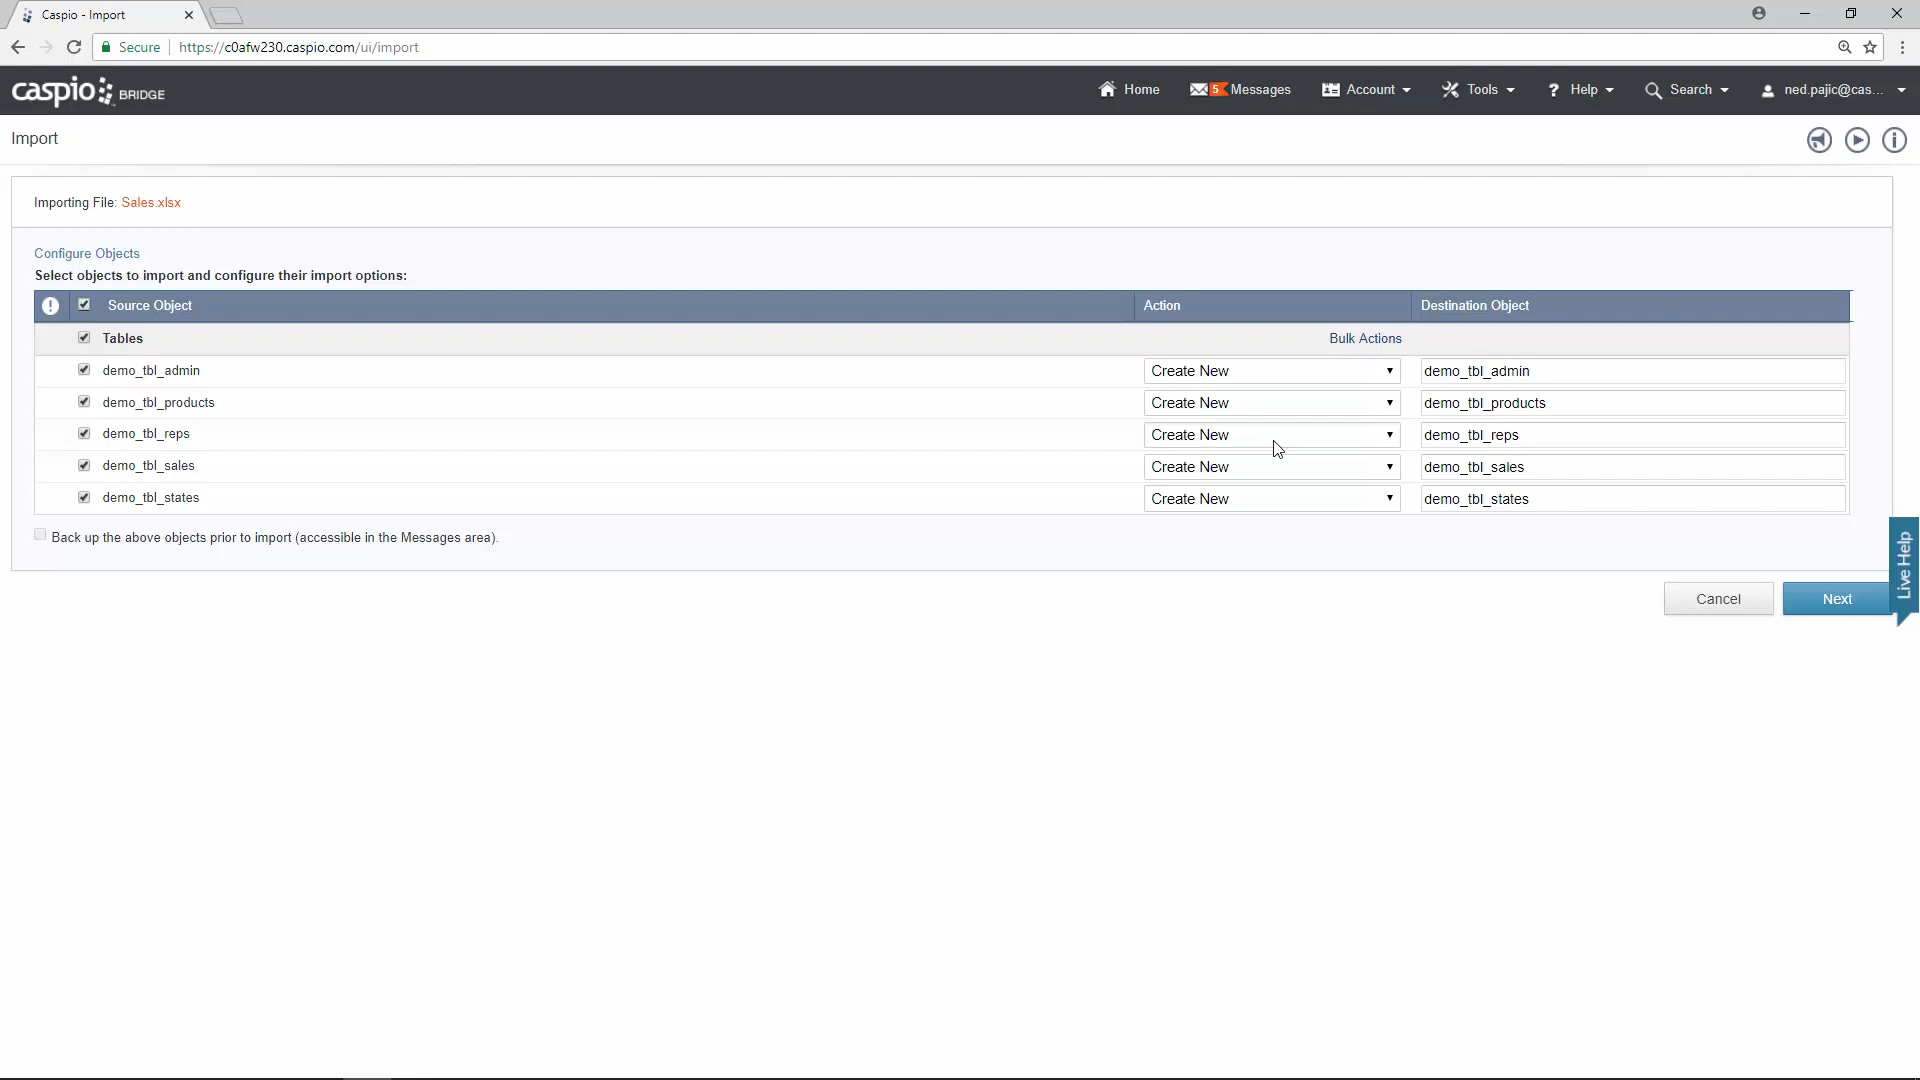 Caspio - Import
Secure https://c0afw230.caspio.com/ui/import
caspio BRIDGE
Home 5 Messages Account Tools ? Help Search ned.pajic@cas...
Import
Importing File: Sales.xlsx
Configure Objects
Select objects to import and configure their import options:
Source Object Action Destination Object
Tables Bulk Actions
demo_tbl_admin Create New demo_tbl_admin
demo_tbl_products Create New demo_tbl_products
demo_tbl_reps Create New demo_tbl_reps
demo_tbl_sales Create New demo_tbl_sales
demo_tbl_states Create New demo_tbl_states
Back up the above objects prior to import (accessible in the Messages area).
Live Help
Cancel Next